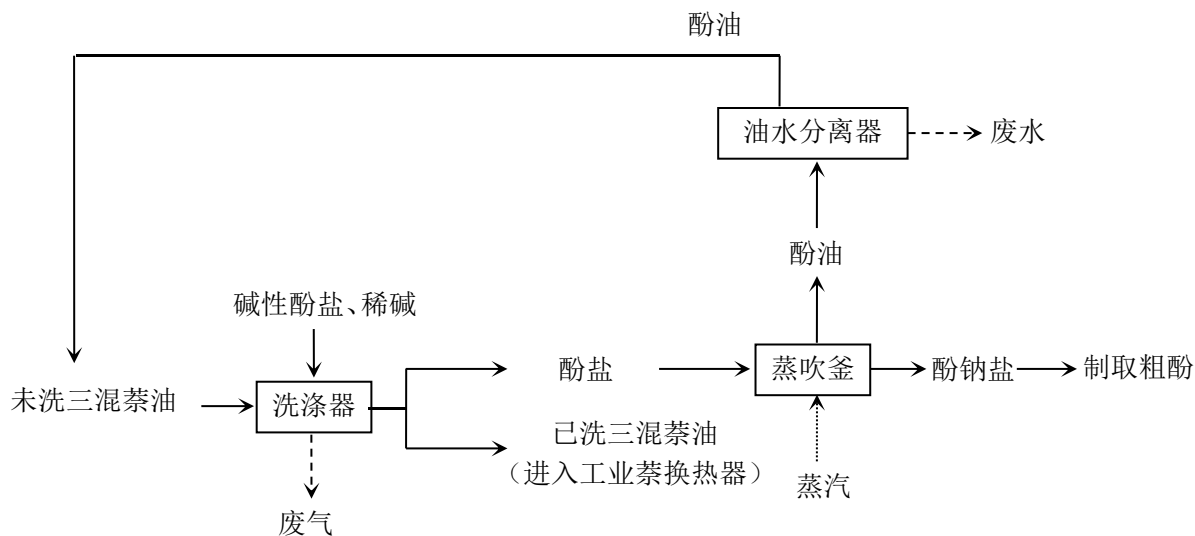 酚油
油水分离器
废水
酚油
碱性酚盐、稀碱
未洗三混萘油
洗涤器
酚盐
蒸吹釜
酚钠盐
制取粗酚
已洗三混萘油
（进入工业萘换热器）
蒸汽
废气